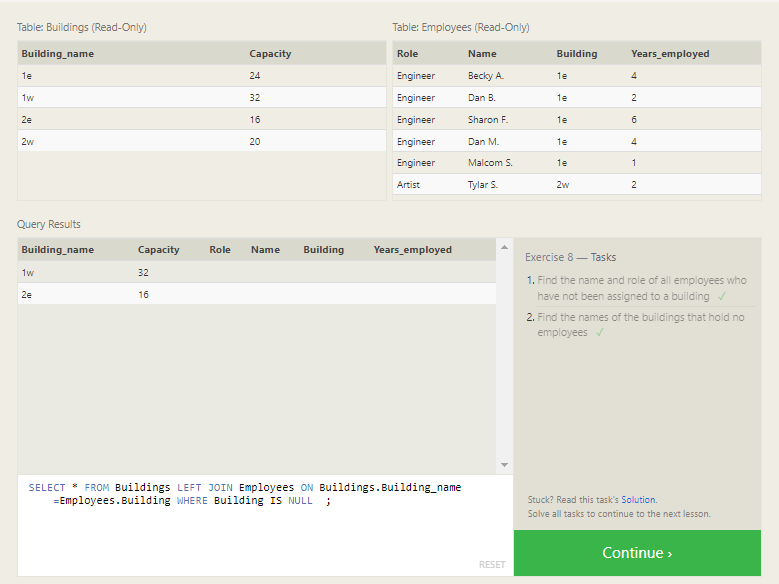 Table: Buildings (Read-Only)
Building_name Capacity
1e 24
1w 32
2e 16
2w 20
Table: Employees (Read-Only)
Role Name Building Years_employed
Engineer Becky A. 1e 4
Engineer Dan B. 1e 2
Engineer Sharon F. 1e 6
Engineer Dan M. 1e 4
Engineer Malcom S. 1e 1
Artist Tylar S. 2w 2
Query Results
Building_name Capacity Role Name Building Years_employed
1w 32
2e 16
SELECT * FROM Buildings LEFT JOIN Employees ON Buildings.Building_name
=Employees.Building WHERE Building IS NULL ;
RESET
Exercise 8 — Tasks
1. Find the name and role of all employees who
have not been assigned to a building ✓
2. Find the names of the buildings that hold no
employees ✓
Stuck? Read this task's Solution.
Solve all tasks to continue to the next lesson.
Continue ›